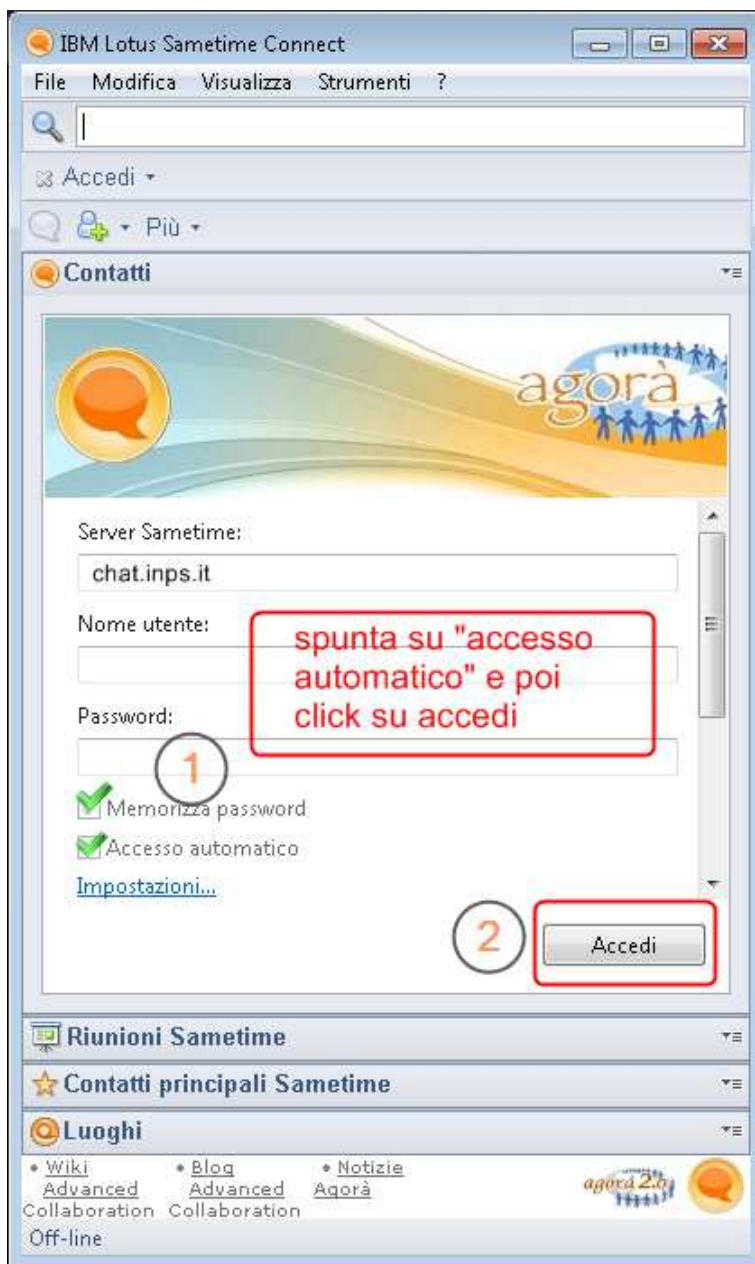 IBM Lotus Sametime Connect
File Modifica Visualizza Strumenti ?
Accedi
Più
Contatti
agorà
Server Sametime:
chat.inps.it
Nome utente:
spunta su "accesso
automatico" e poi
click su accedi
Password:
1
Memorizza password
Accesso automatico
Impostazioni...
2
Accedi
Riunioni Sametime
Contatti principali Sametime
Luoghi
• Wiki • Blog • Notizie
Advanced Advanced Agorà
Collaboration Collaboration
agorà 2.0
Off-line